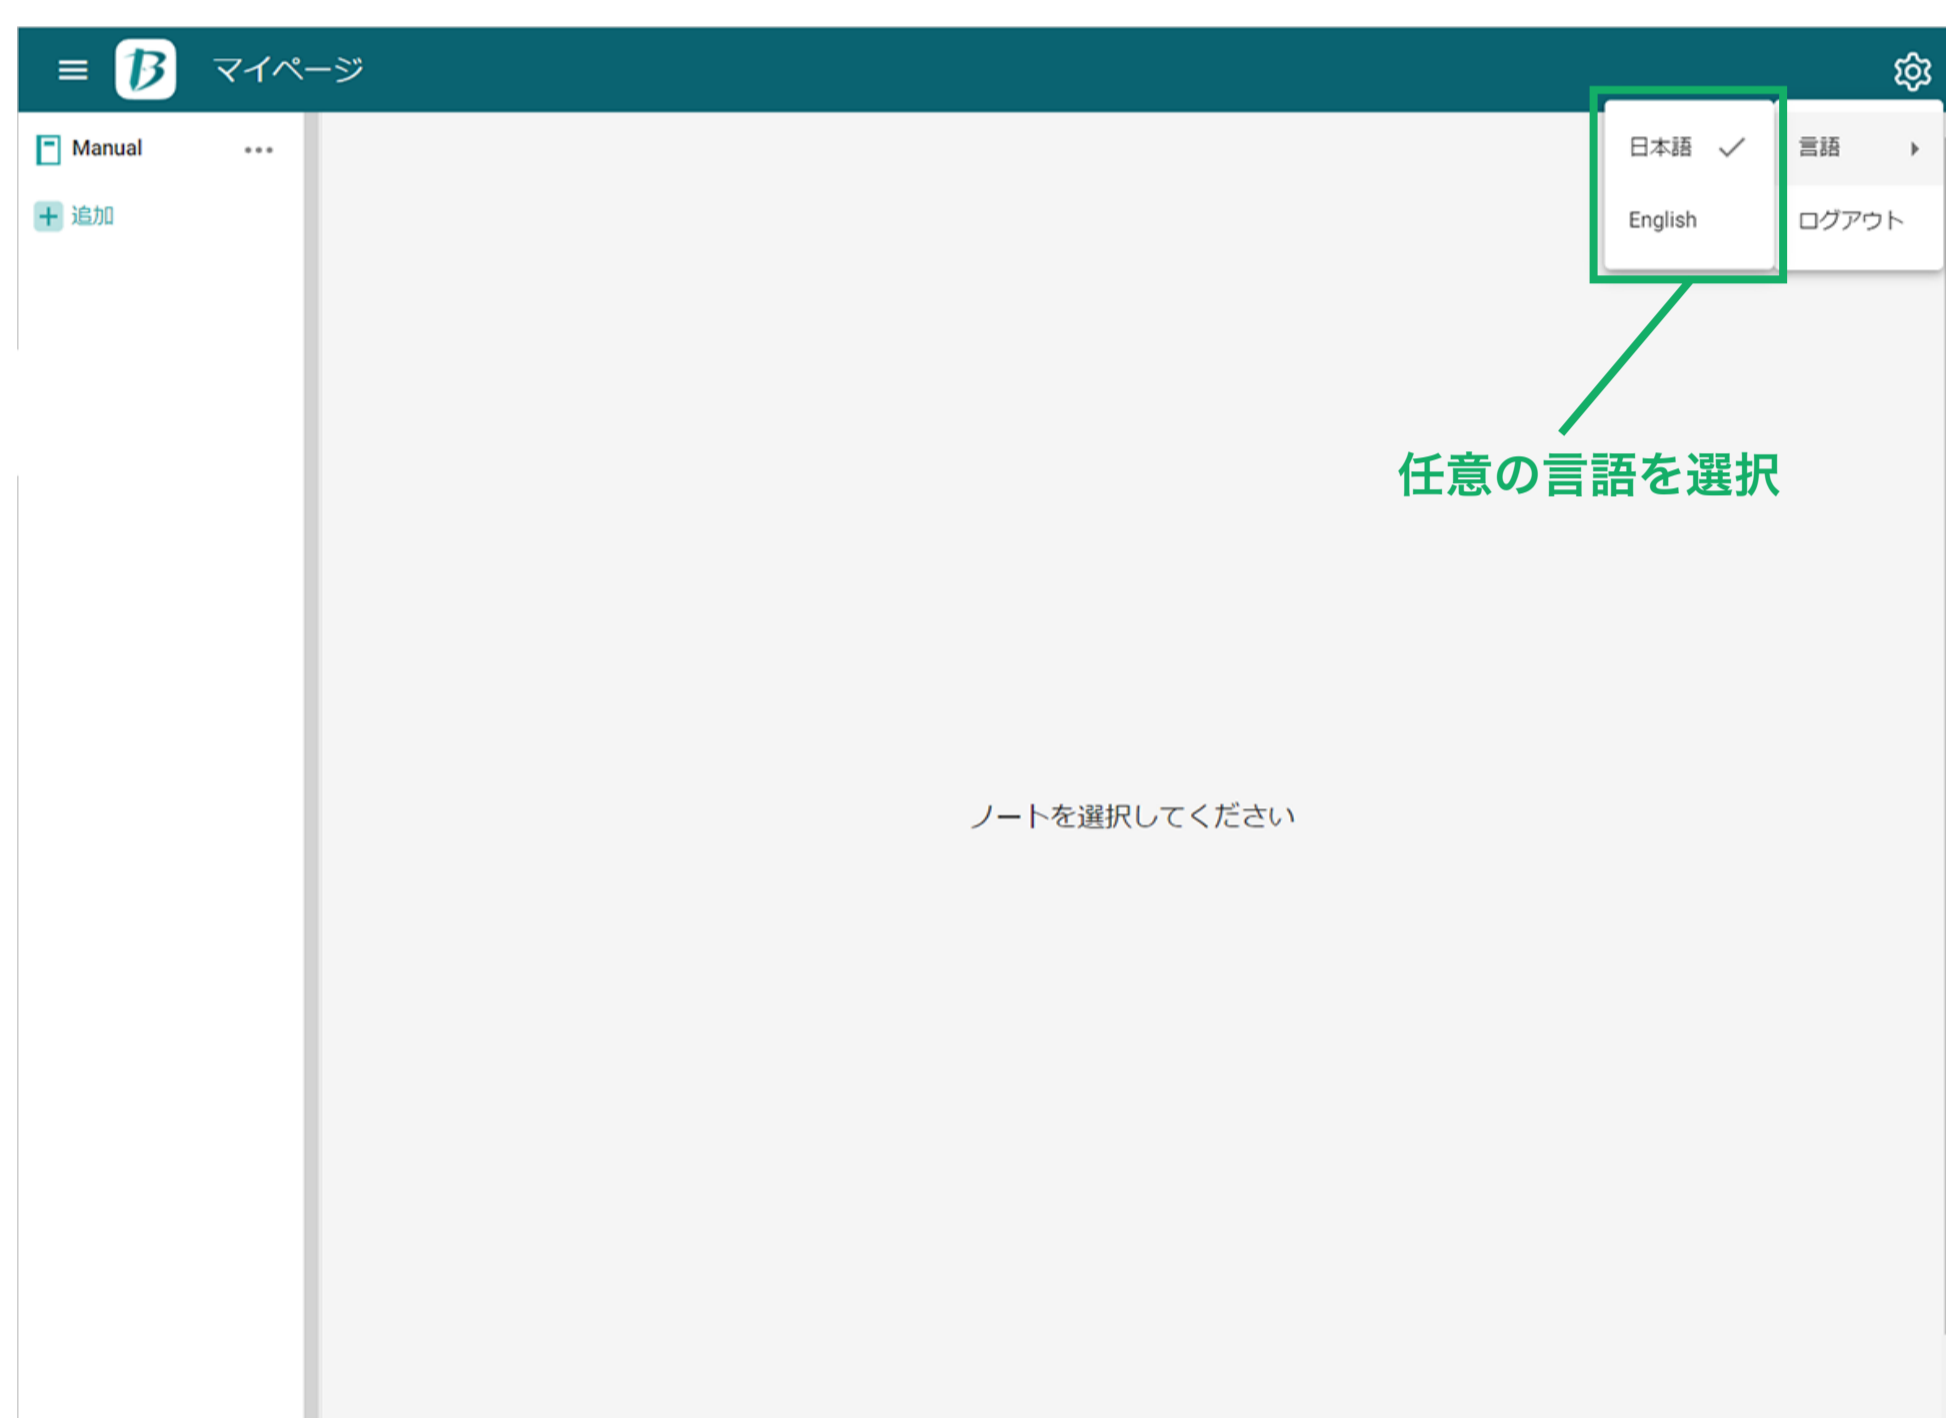 B マイページ
Manual
追加
日本語
English
言語
ログアウト
任意の言語を選択
ノートを選択してください